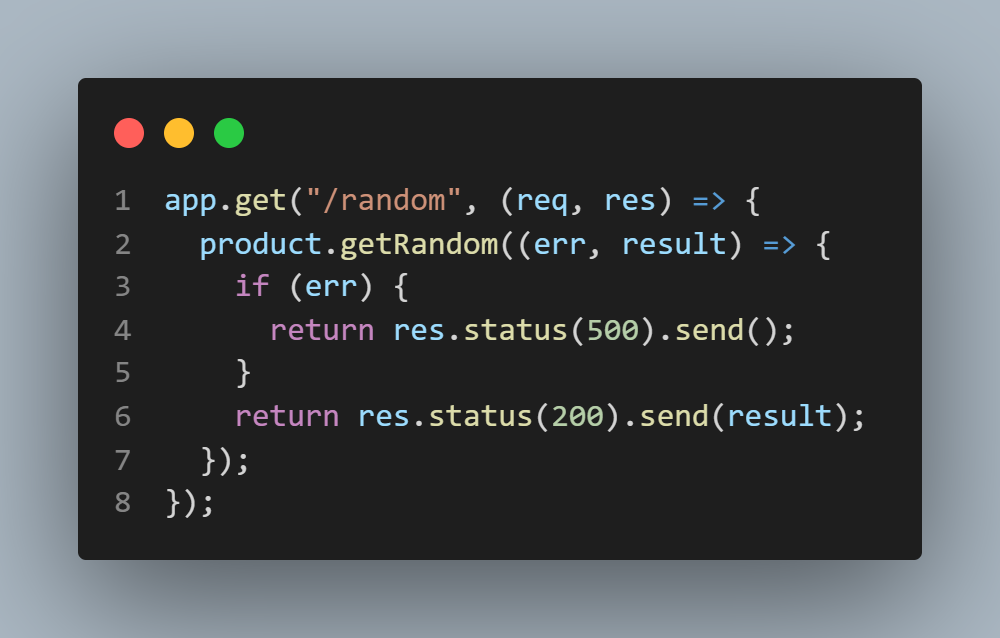 1 app.get("/random", (req, res) => {
2   product.getRandom((err, result) => {
3     if (err) {
4       return res.status(500).send();
5     }
6     return res.status(200).send(result);
7   });
8 });